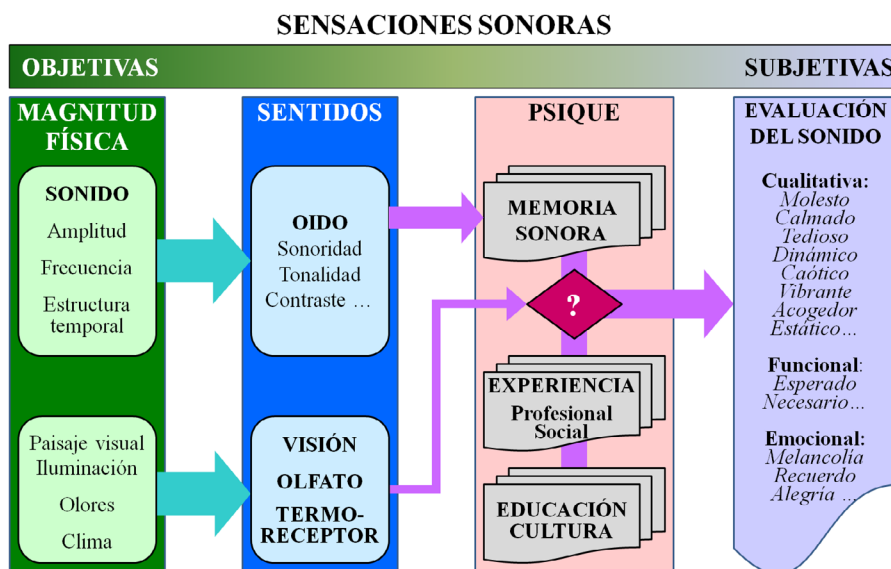 SENSACIONES SONORAS
OBJETIVAS
SUBJETIVAS
MAGNITUD
FÍSICA
SONIDO
Amplitud
Frecuencia
Estructura
temporal
Paisaje visual
Iluminación
Olores
Clima
SENTIDOS
OIDO
Sonoridad
Tonalidad
Contraste ...
VISIÓN
OLFATO
TERMO-
RECEPTOR
PSIQUE
MEMORIA
SONORA
?
EXPERIENCIA
Profesional
Social
EDUCACIÓN
CULTURA
EVALUACIÓN
DEL SONIDO
Cualitativa:
Molesto
Calmado
Tedioso
Dinámico
Caótico
Vibrante
Acogedor
Estático...
Funcional:
Esperado
Necesario...
Emocional:
Melancolía
Recuerdo
Alegría ...